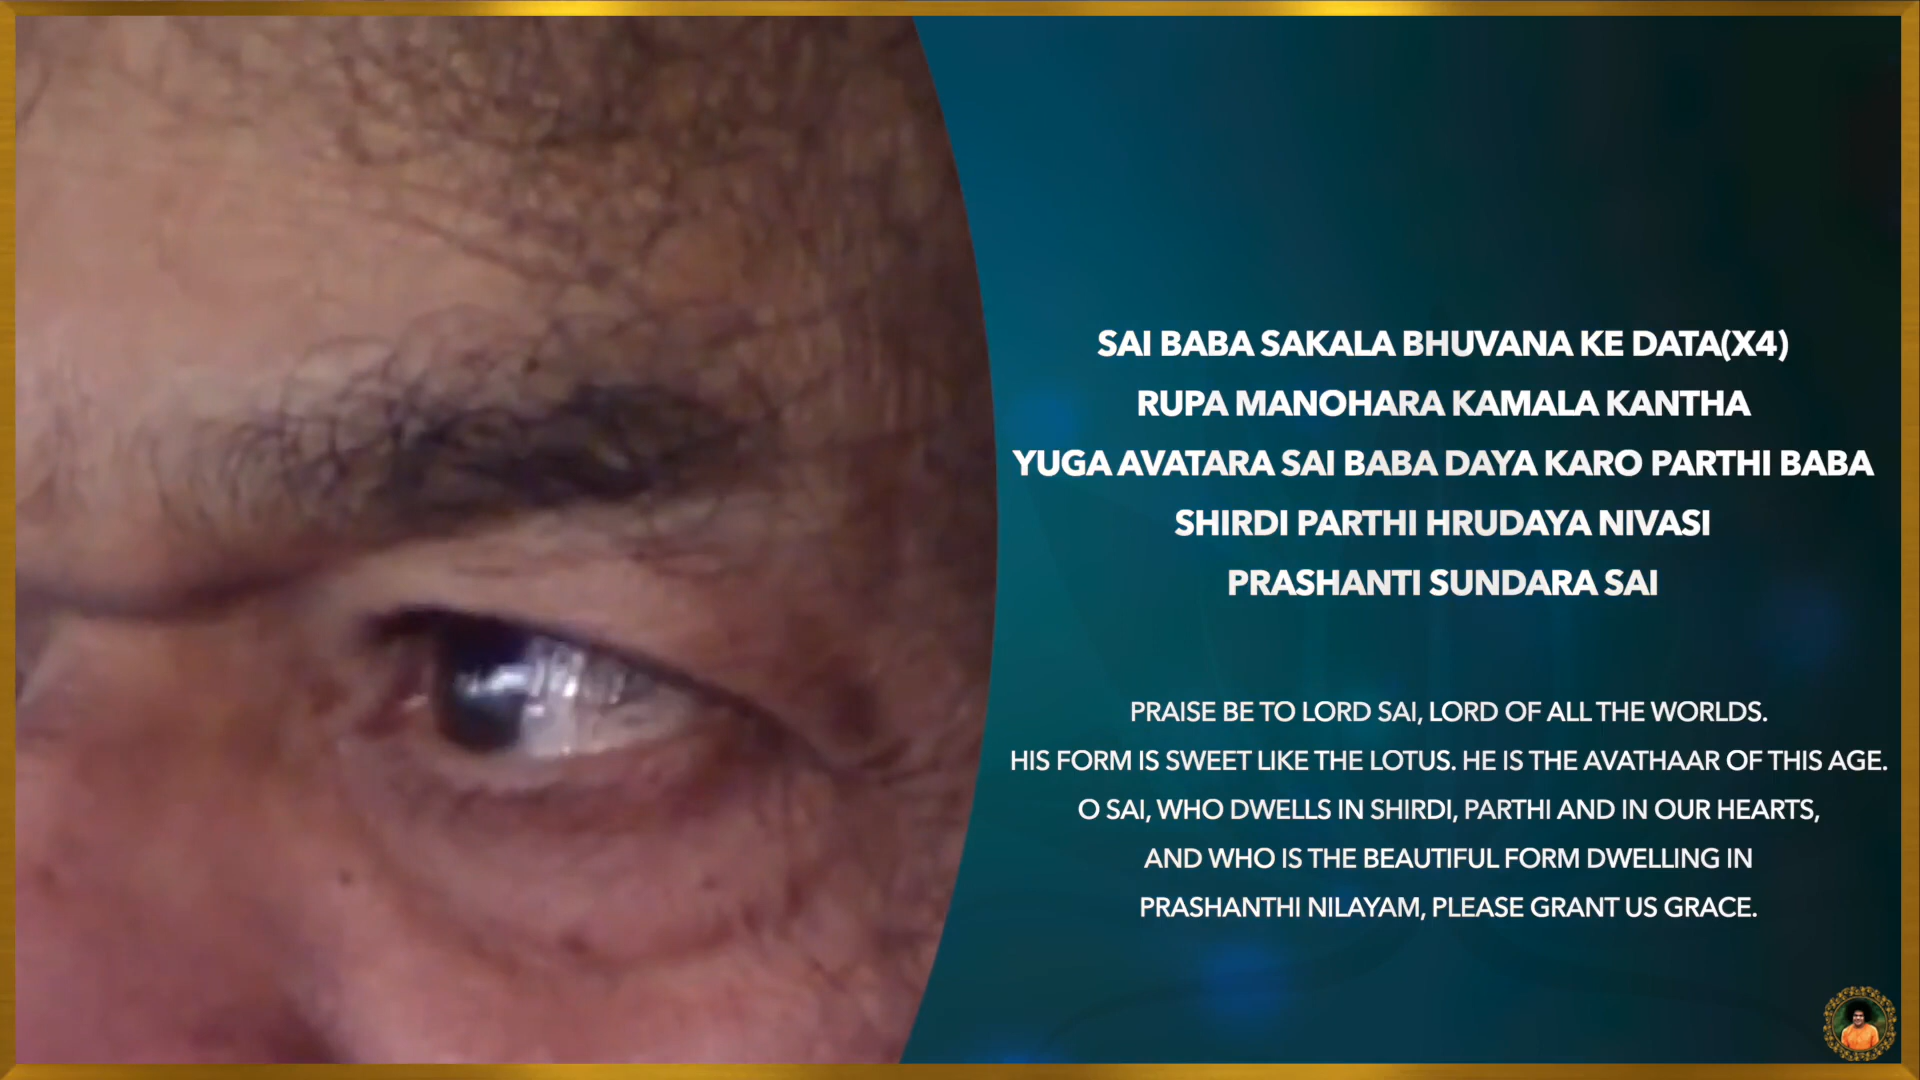 SAI BABA SAKALA BHUVANA KE DATA(X4)
RUPA MANOHARA KAMALA KANTHA
YUGA AVATARA SAI BABA DAYA KARO PARTHI BABA
SHIRDI PARTHI HRUDAYA NIVASI
PRASHANTI SUNDARA SAI
PRAISE BE TO LORD SAI, LORD OF ALL THE WORLDS.
HIS FORM IS SWEET LIKE THE LOTUS. HE IS THE AVATHAAR OF THIS AGE.
O SAI, WHO DWELLS IN SHIRDI, PARTHI AND IN OUR HEARTS,
AND WHO IS THE BEAUTIFUL FORM DWELLING IN
PRASHANTHI NILAYAM, PLEASE GRANT US GRACE.